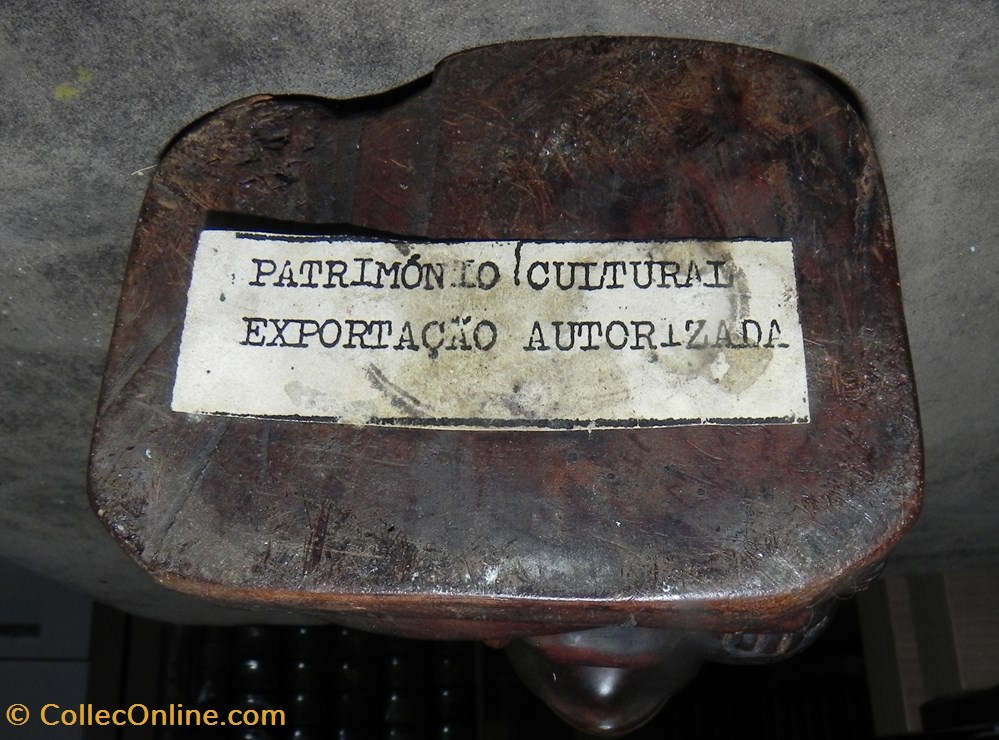 PATRIMÓNIO CULTURAL
EXPORTAÇÃO AUTORIZADA
© CollecOnline.com